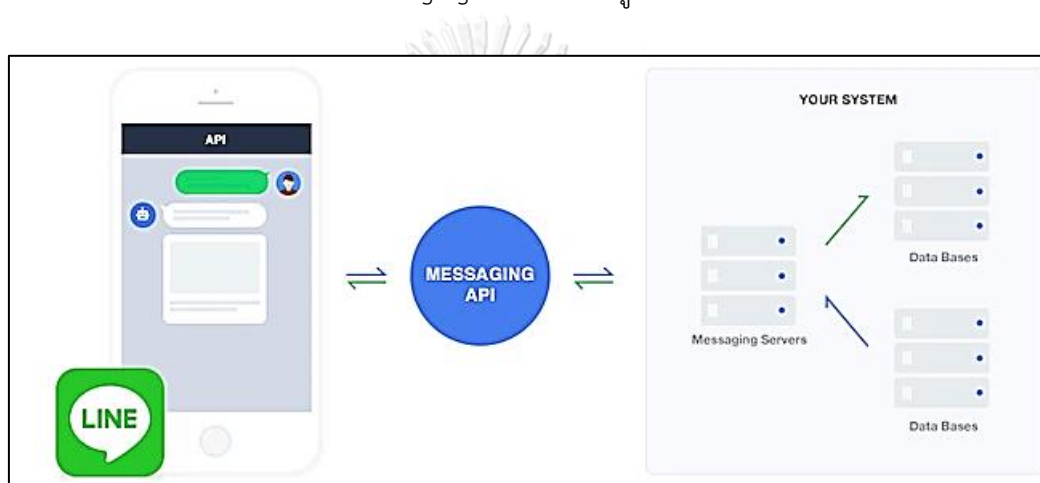 API
LINE
MESSAGING
API
YOUR SYSTEM
Messaging Servers
Data Bases
Data Bases